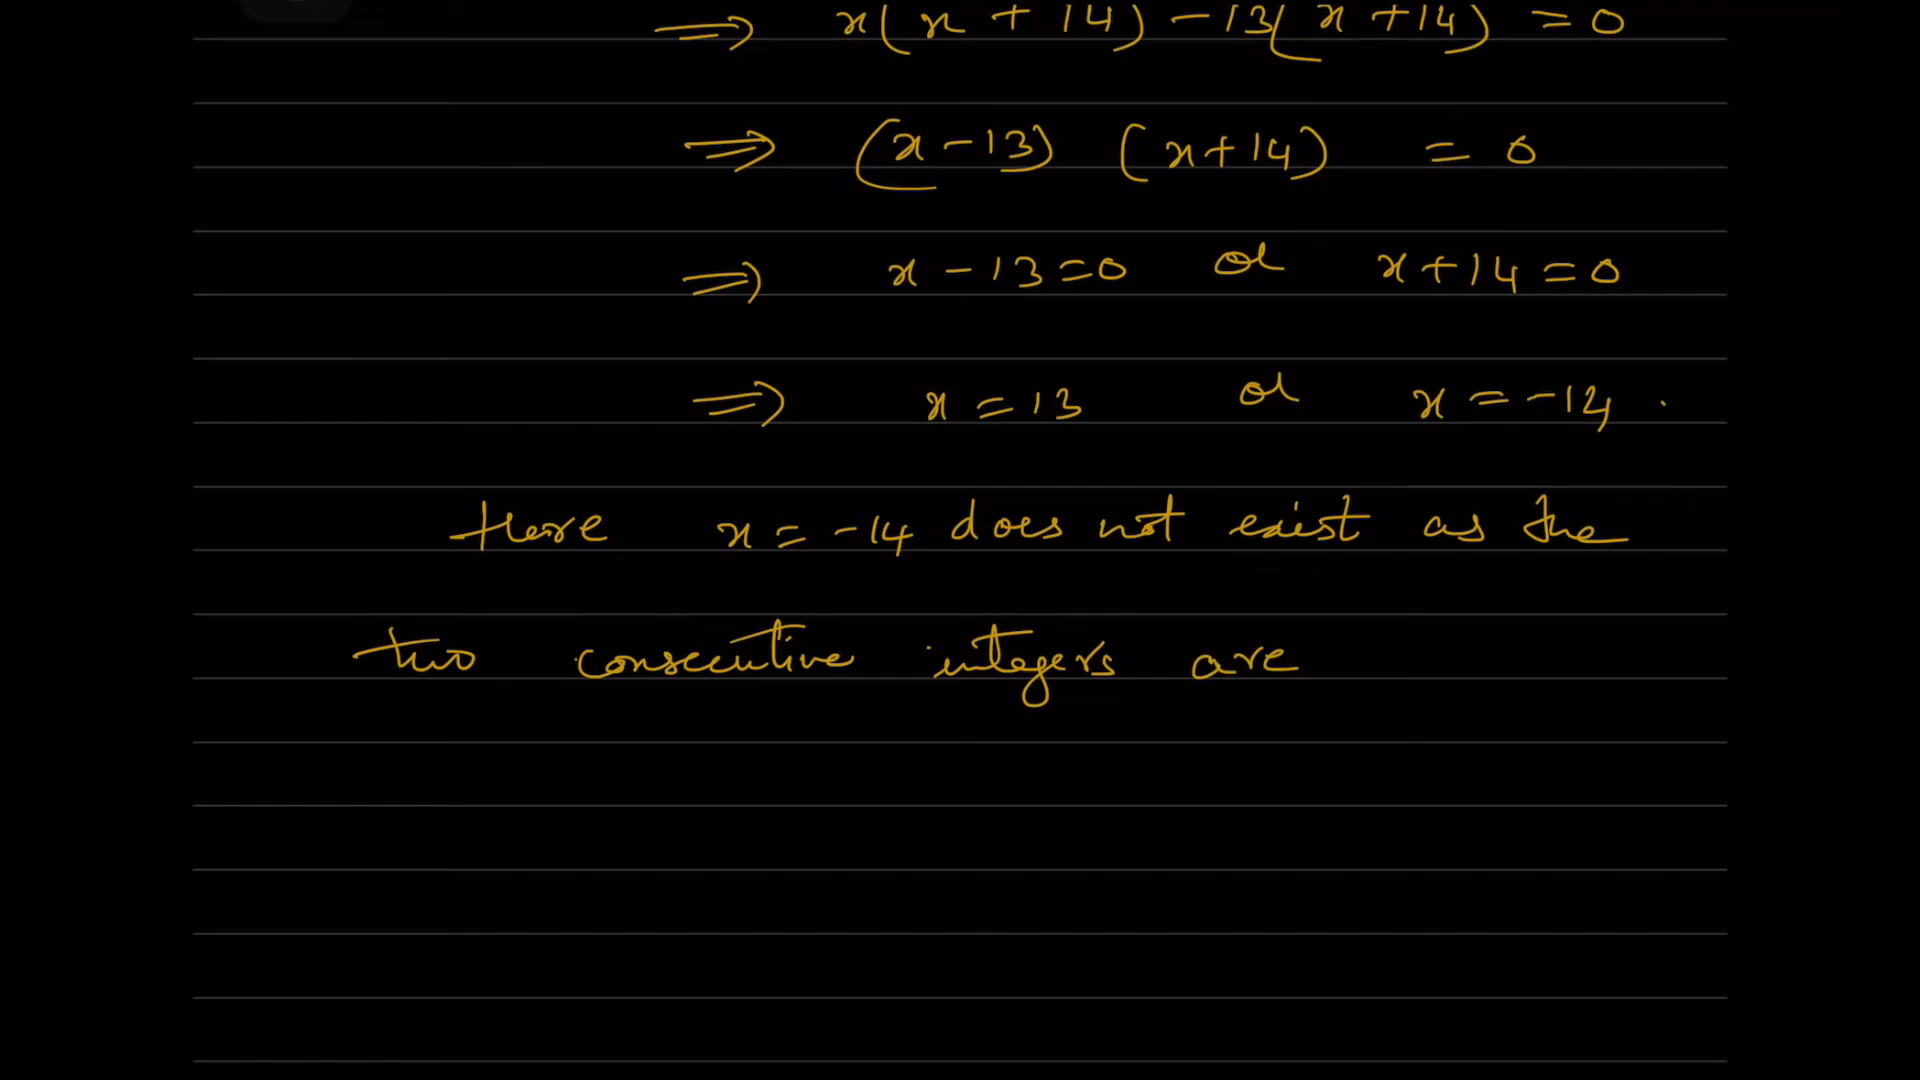 ⇒ x(x + 14) - 13(x + 14) = 0
⇒ (x - 13) (x + 14) = 0
⇒ x - 13 = 0 or x + 14 = 0
⇒ x = 13 or x = -14 .
Here x = -14 does not exist as the
two consecutive integers are